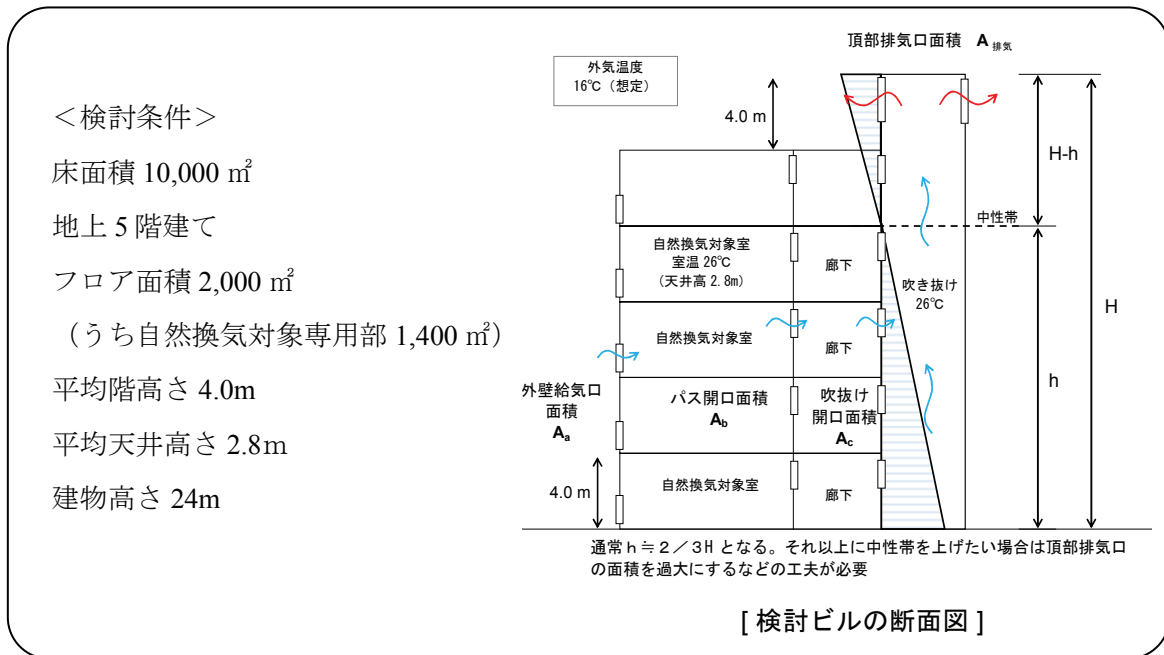 ＜検討条件＞
床面積 10,000 ㎡
地上 5 階建て
フロア面積 2,000 ㎡
（うち自然換気対象専用部 1,400 ㎡）
平均階高さ 4.0m
平均天井高さ 2.8m
建物高さ 24m
頂部排気口面積 A 排気
外気温度
16℃（想定）
4.0 m
H-h
中性帯
自然換気対象室
室温 26℃
（天井高 2.8m）
廊下
吹き抜け
26℃
H
自然換気対象室
廊下
h
外壁給気口
面積
Aa
パス開口面積
Ab
吹抜け
開口面積
Ac
4.0 m
自然換気対象室
廊下
通常ｈ≒２／３H となる。それ以上に中性帯を上げたい場合は頂部排気口
の面積を過大にするなどの工夫が必要
[ 検討ビルの断面図 ]